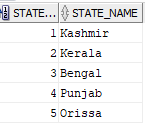 STATE... STATE_NAME
1 Kashmir
2 Kerala
3 Bengal
4 Punjab
5 Orissa